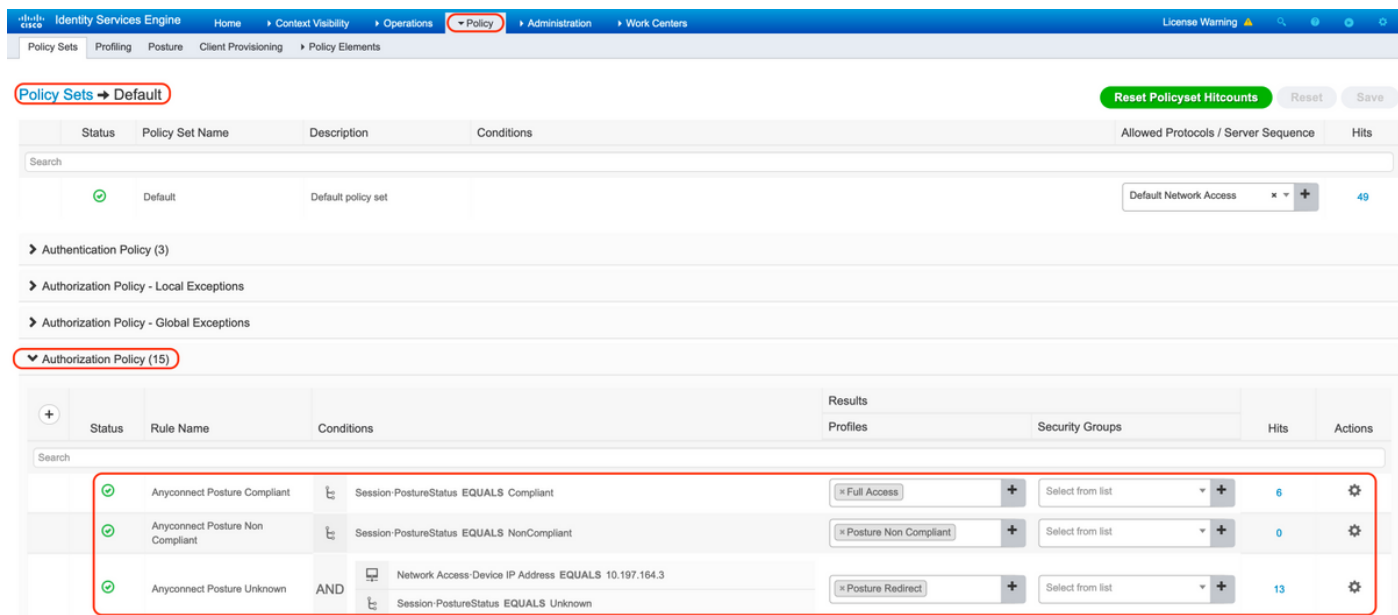 cisco Identity Services Engine Home Context Visibility Operations Policy Administration Work Centers License Warning
Policy Sets Profiling Posture Client Provisioning Policy Elements
Policy Sets → Default Reset Policyset Hitcounts Reset Save
Status Policy Set Name Description Conditions Allowed Protocols / Server Sequence Hits
Search
Default Default policy set Default Network Access × + 49
Authentication Policy (3)
Authorization Policy - Local Exceptions
Authorization Policy - Global Exceptions
Authorization Policy (15)
Results
+ Status Rule Name Conditions Profiles Security Groups Hits Actions
Search
Anyconnect Posture Compliant Session·PostureStatus EQUALS Compliant × Full Access + Select from list + 6
Anyconnect Posture Non
Compliant Session·PostureStatus EQUALS NonCompliant × Posture Non Compliant + Select from list + 0
Network Access·Device IP Address EQUALS 10.197.164.3
Anyconnect Posture Unknown AND × Posture Redirect + Select from list + 13
Session·PostureStatus EQUALS Unknown